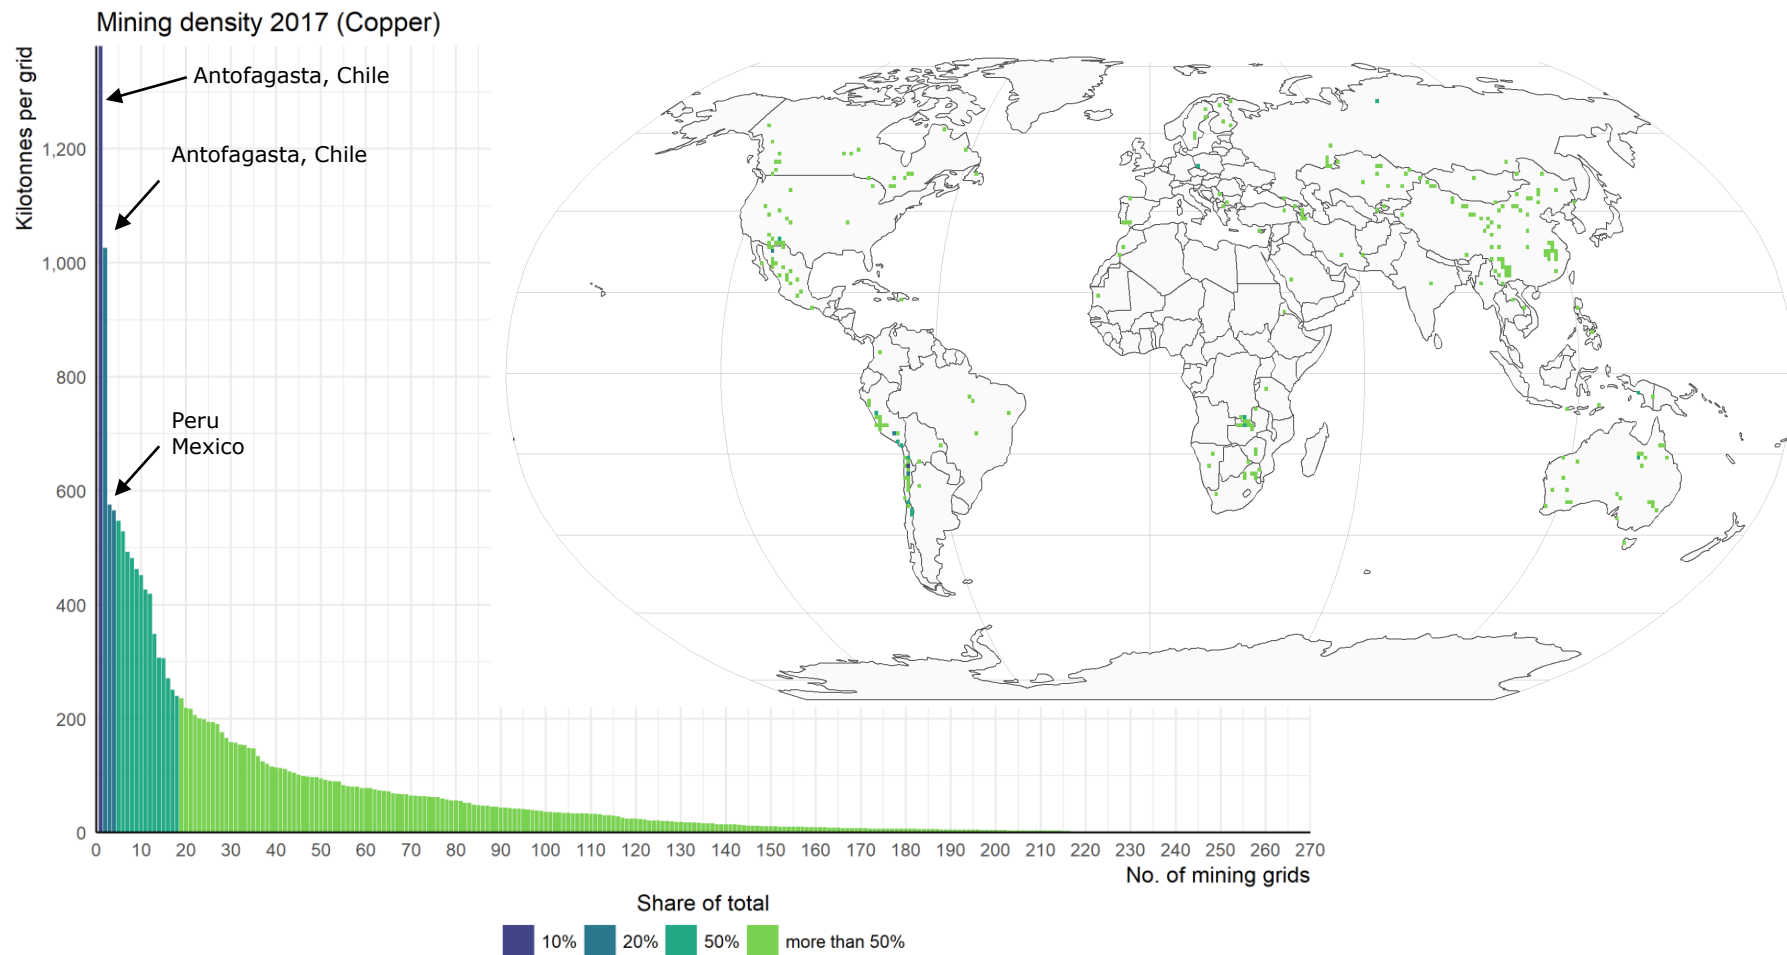 Mining density 2017 (Copper)
Kilotonnes per grid
Antofagasta, Chile
Antofagasta, Chile
Peru
Mexico
1,200
1,000
800
600
400
200
0
0 10 20 30 40 50 60 70 80 90 100 110 120 130 140 150 160 170 180 190 200 210 220 230 240 250 260 270
No. of mining grids
Share of total
10% 20% 50% more than 50%